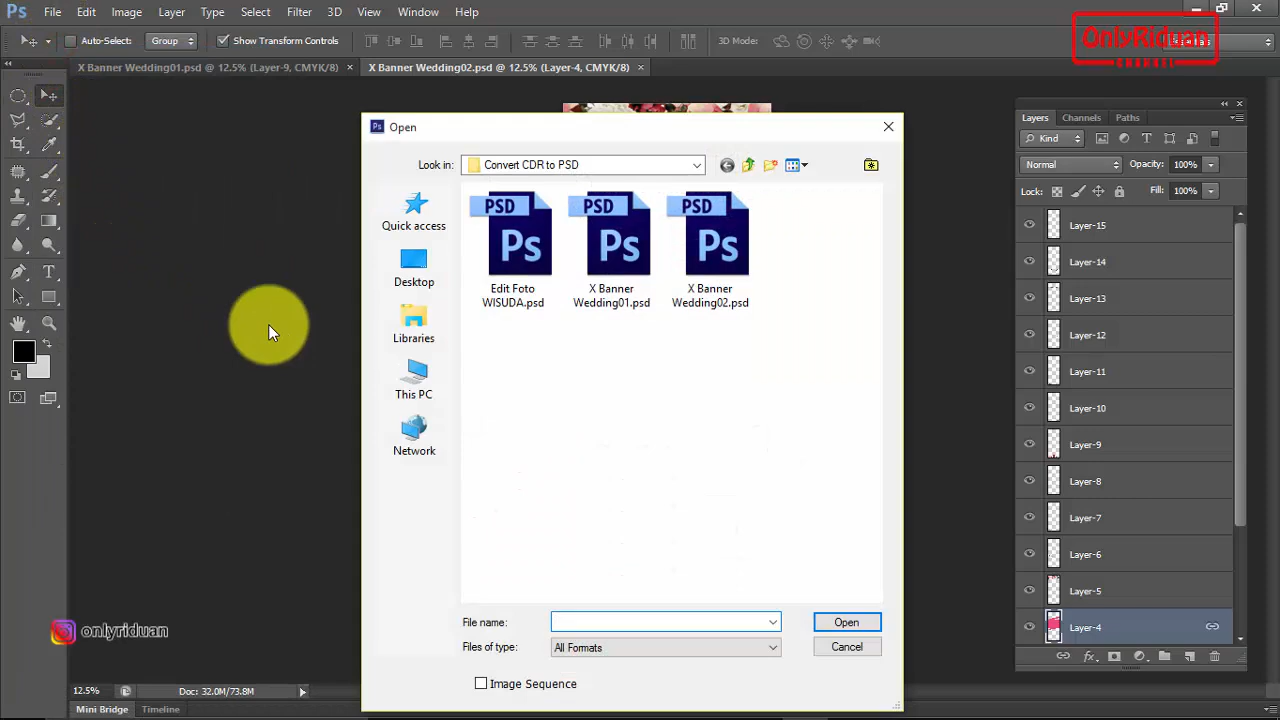 Ps File Edit Image Layer Type Select Filter 3D View Window Help
Auto-Select: Group Show Transform Controls 3D Mode:
OnlyRiduan
X Banner Wedding01.psd @ 12.5% (Layer-9, CMYK/8) × X Banner Wedding02.psd @ 12.5% (Layer-4, CMYK/8) ×
Ps Open
Look in: Convert CDR to PSD
Quick access
Desktop
Libraries
This PC
Network
PSD PSD PSD
Ps Ps Ps
Edit Foto WISUDA.psd
X Banner Wedding01.psd
X Banner Wedding02.psd
File name: Open
Files of type: All Formats Cancel
Image Sequence
Layers Channels Paths
Kind
Normal Opacity: 100%
Lock: Fill: 100%
Layer-15
Layer-14
Layer-13
Layer-12
Layer-11
Layer-10
Layer-9
Layer-8
Layer-7
Layer-6
Layer-5
Layer-4
fx
onlyriduan
12.5% Doc: 32.0M/73.8M
Mini Bridge Timeline